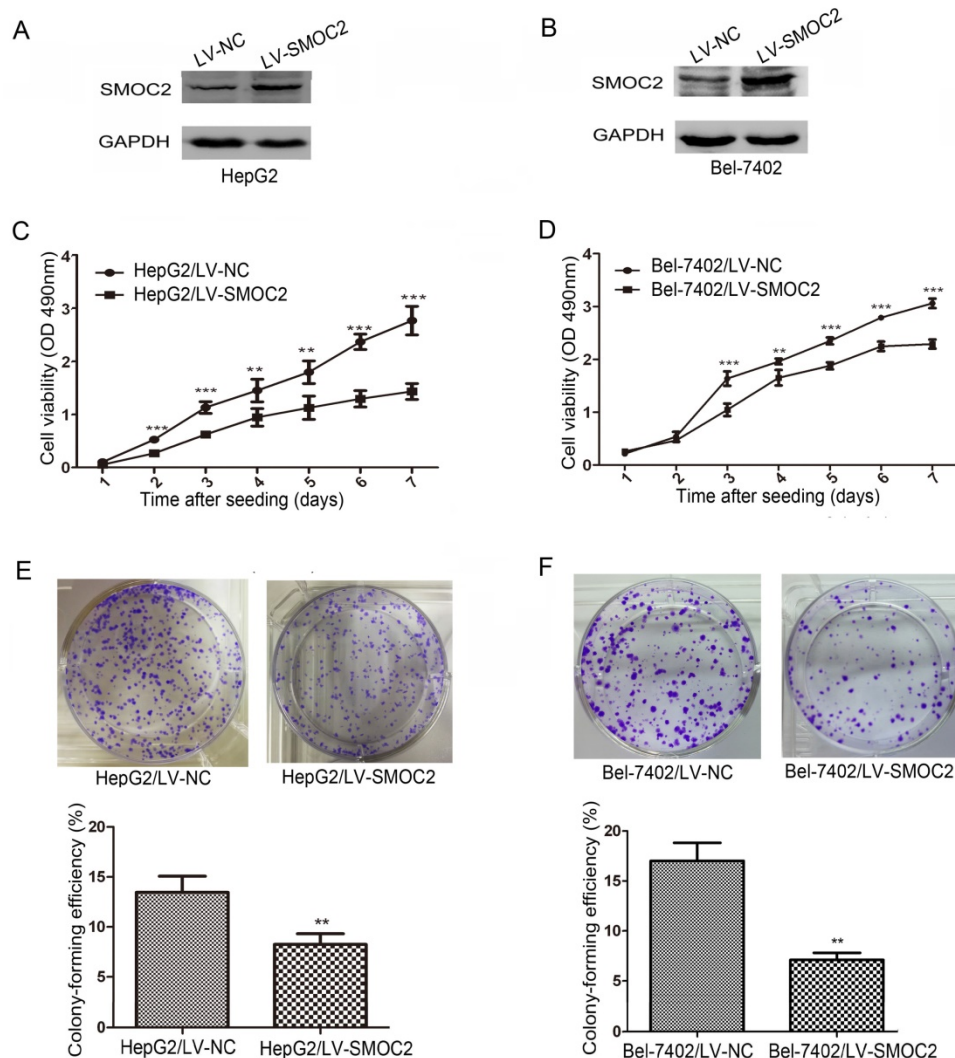 A
LV-NC LV-SMOC2
SMOC2
GAPDH
HepG2
B
LV-NC LV-SMOC2
SMOC2
GAPDH
Bel-7402
C
HepG2/LV-NC
HepG2/LV-SMOC2
Cell viability (OD 490nm)
4
3
2
1
0
*** *** ** ** *** ***
1 2 3 4 5 6 7
Time after seeding (days)
D
Bel-7402/LV-NC
Bel-7402/LV-SMOC2
Cell viability (OD 490nm)
4
3
2
1
0
*** ** *** *** ***
1 2 3 4 5 6 7
Time after seeding (days)
E
HepG2/LV-NC HepG2/LV-SMOC2
Colony-forming efficiency (%)
20
15
10
5
0
**
HepG2/LV-NC HepG2/LV-SMOC2
F
Bel-7402/LV-NC Bel-7402/LV-SMOC2
Colony-forming efficiency (%)
20
15
10
5
0
**
Bel-7402/LV-NC Bel-7402/LV-SMOC2